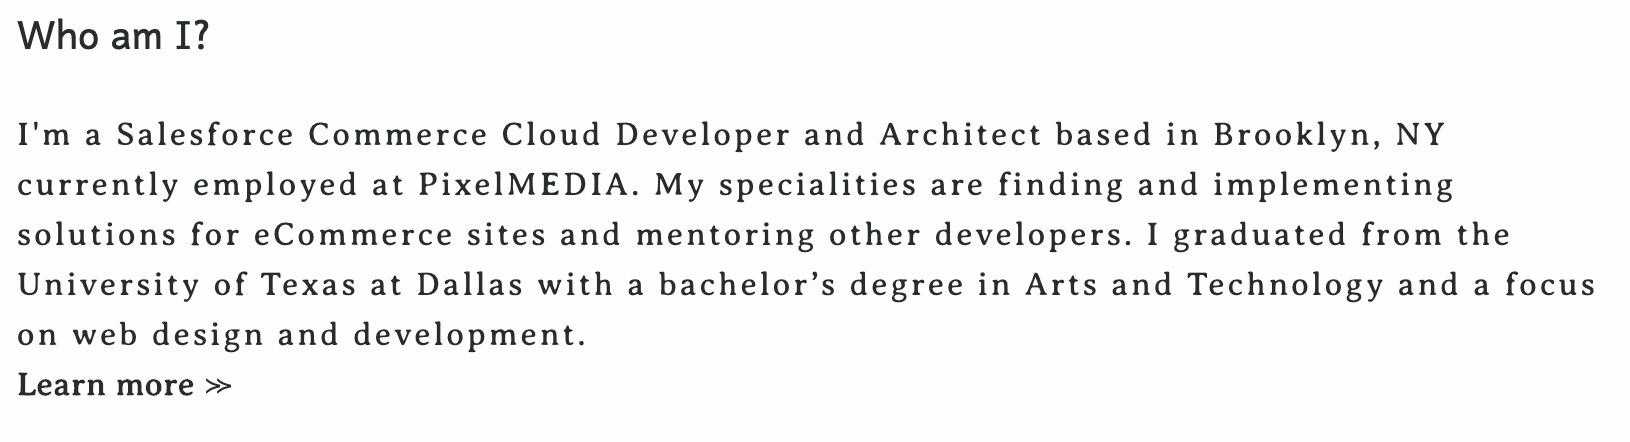 Who am I?
I'm a Salesforce Commerce Cloud Developer and Architect based in Brooklyn, NY
currently employed at PixelMEDIA. My specialities are finding and implementing
solutions for eCommerce sites and mentoring other developers. I graduated from the
University of Texas at Dallas with a bachelor’s degree in Arts and Technology and a focus
on web design and development.
Learn more ≫